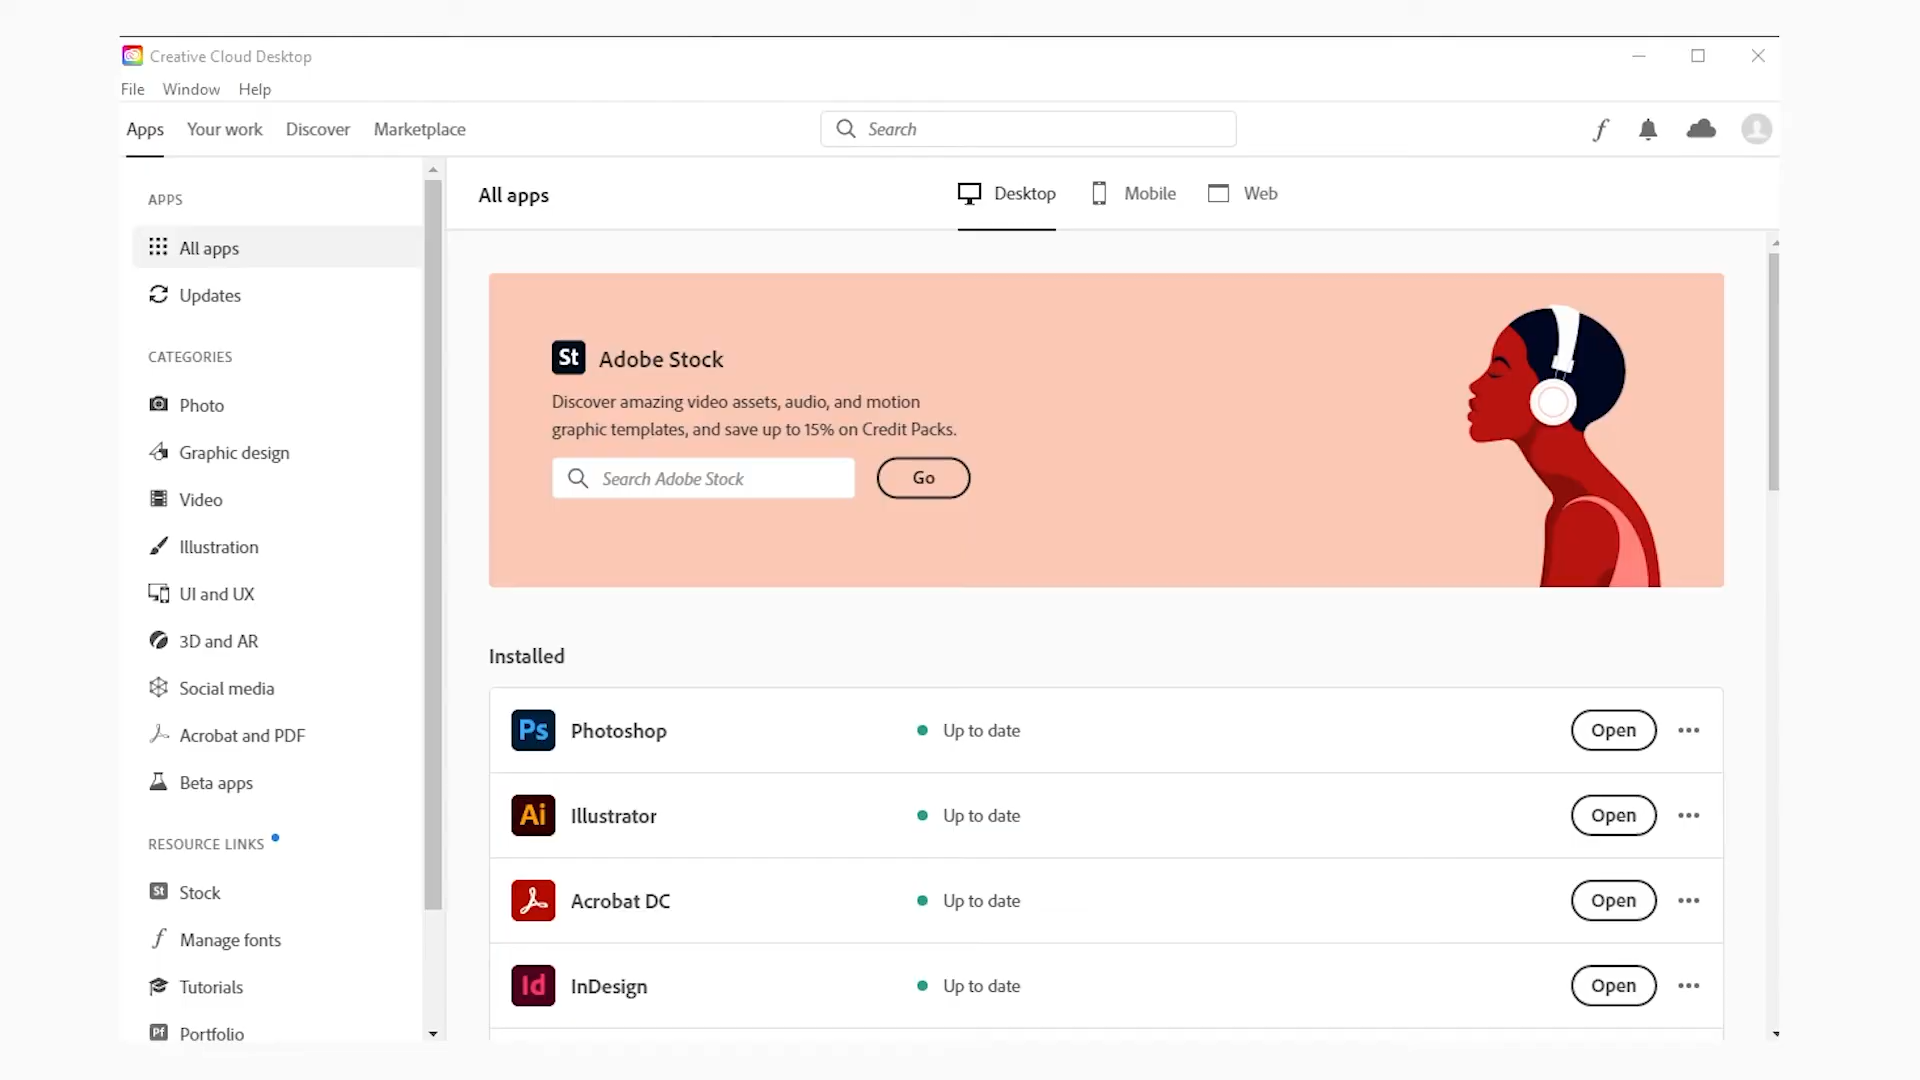 Creative Cloud Desktop
File Window Help
Apps Your work Discover Marketplace
Search
APPS
All apps
Updates
CATEGORIES
Photo
Graphic design
Video
Illustration
UI and UX
3D and AR
Social media
Acrobat and PDF
Beta apps
RESOURCE LINKS
St Stock
Manage fonts
Tutorials
Pf Portfolio
All apps
Desktop Mobile Web
St Adobe Stock
Discover amazing video assets, audio, and motion
graphic templates, and save up to 15% on Credit Packs.
Search Adobe Stock Go
Installed
Ps Photoshop Up to date Open
Ai Illustrator Up to date Open
Acrobat DC Up to date Open
Id InDesign Up to date Open